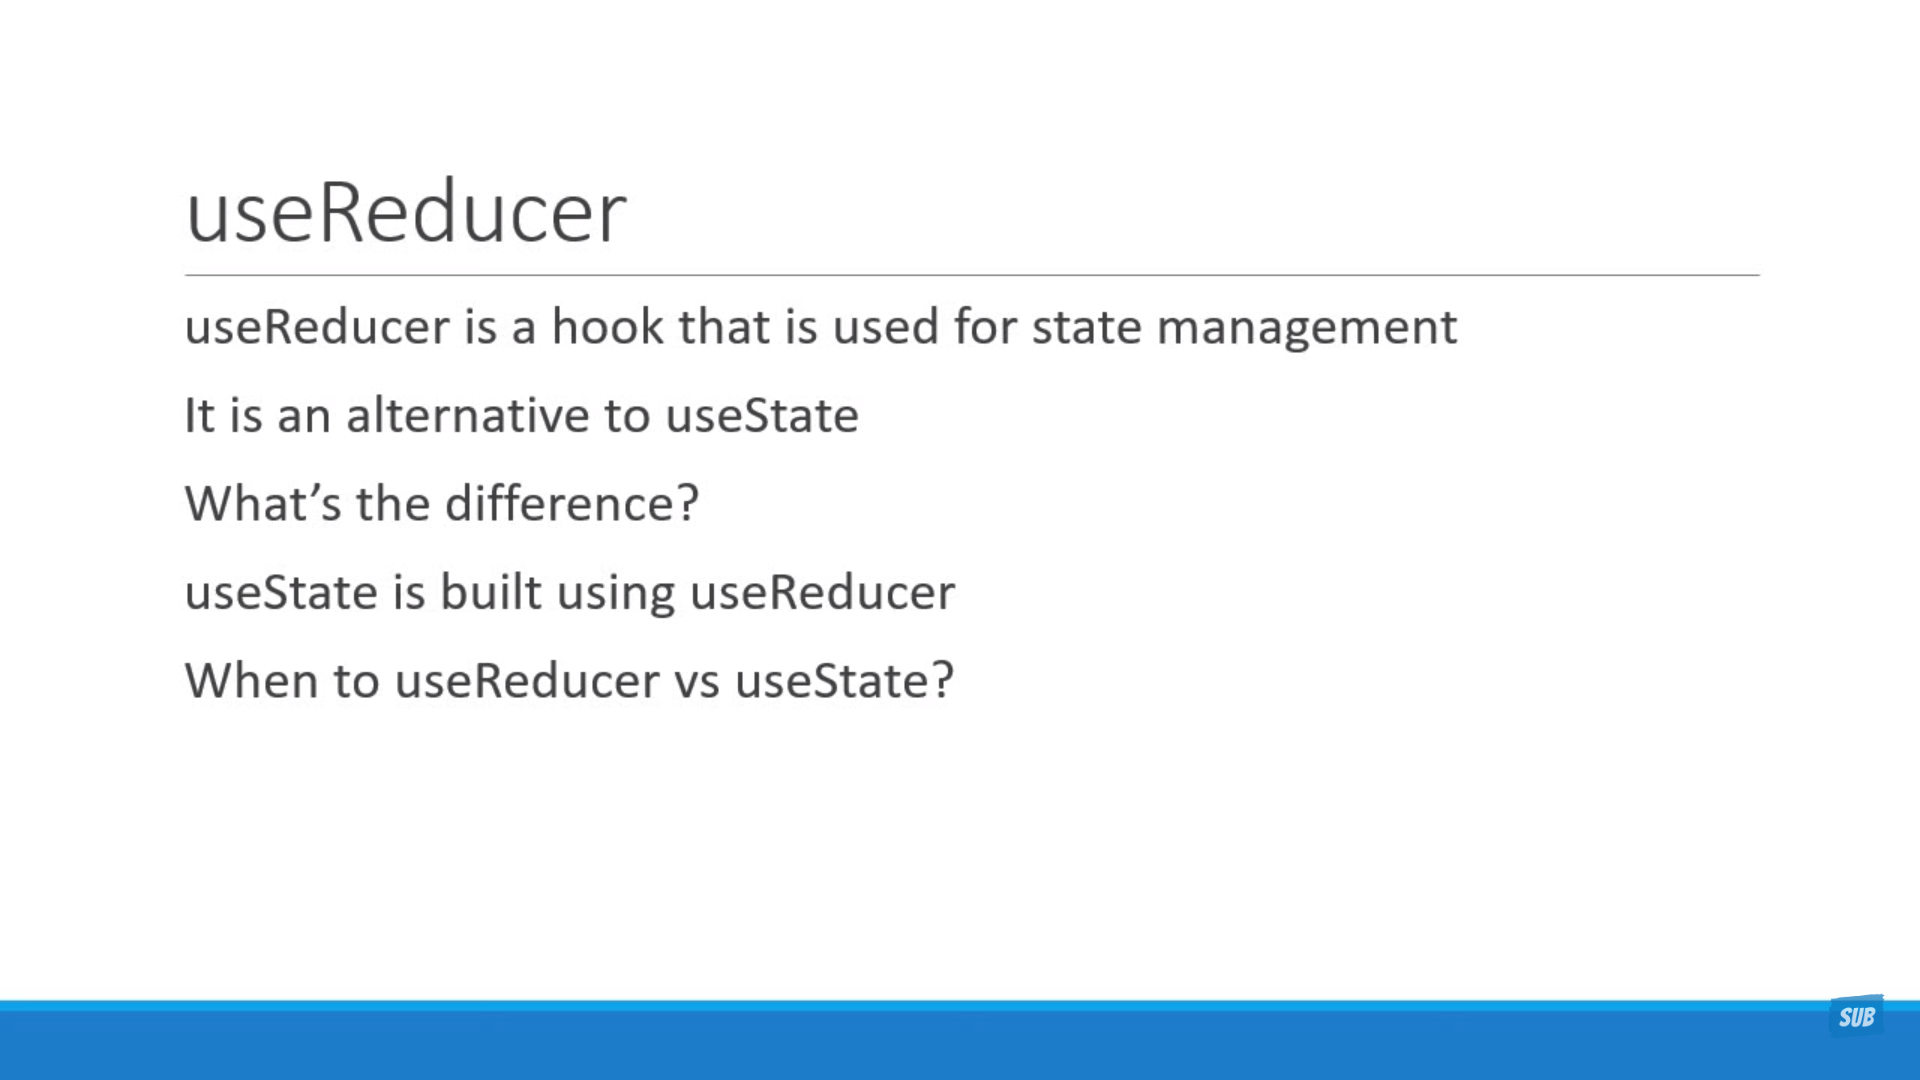 useReducer
useReducer is a hook that is used for state management
It is an alternative to useState
What’s the difference?
useState is built using useReducer
When to useReducer vs useState?
SUB